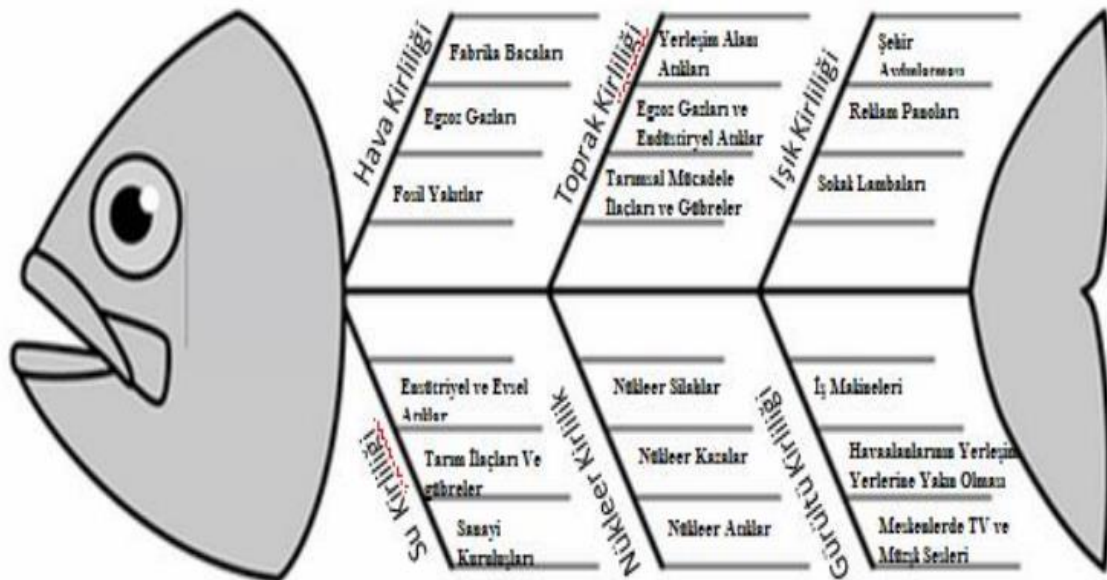 Hava Kirliliği
Fabrika Bacaları
Egzoz Gazları
Fosil Yakıtlar
Toprak Kirliliği
Yerleşim Alanı
Atıkları
Egzoz Gazları ve
Endüstiryel Atıklar
Tarımsal Mücadele
İlaçları ve Gübreler
Işık Kirliliği
Şehir
Aydınlatması
Reklam Panoları
Sokak Lambaları
Su Kirliliği
Ensütriyel ve Evsel
Atıklar
Tarım İlaçları Ve
gübreler
Sanayi
Kuruluşları
Nükleer Kirlilik
Nükleer Silahlar
Nükleer Kazalar
Nükleer Atıklar
Gürültü Kirliliği
İş Makineleri
Havaalanlarının Yerleşim
Yerlerine Yakın Olması
Meskenlerde TV ve
Müzik Sesleri